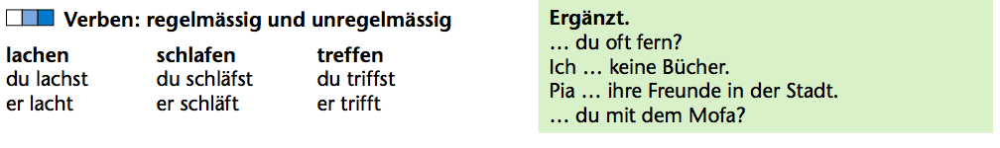 Verben: regelmässig und unregelmässig
lachen schlafen treffen
du lachst du schläfst du triffst
er lacht er schläft er trifft
Ergänzt.
… du oft fern?
Ich … keine Bücher.
Pia … ihre Freunde in der Stadt.
… du mit dem Mofa?